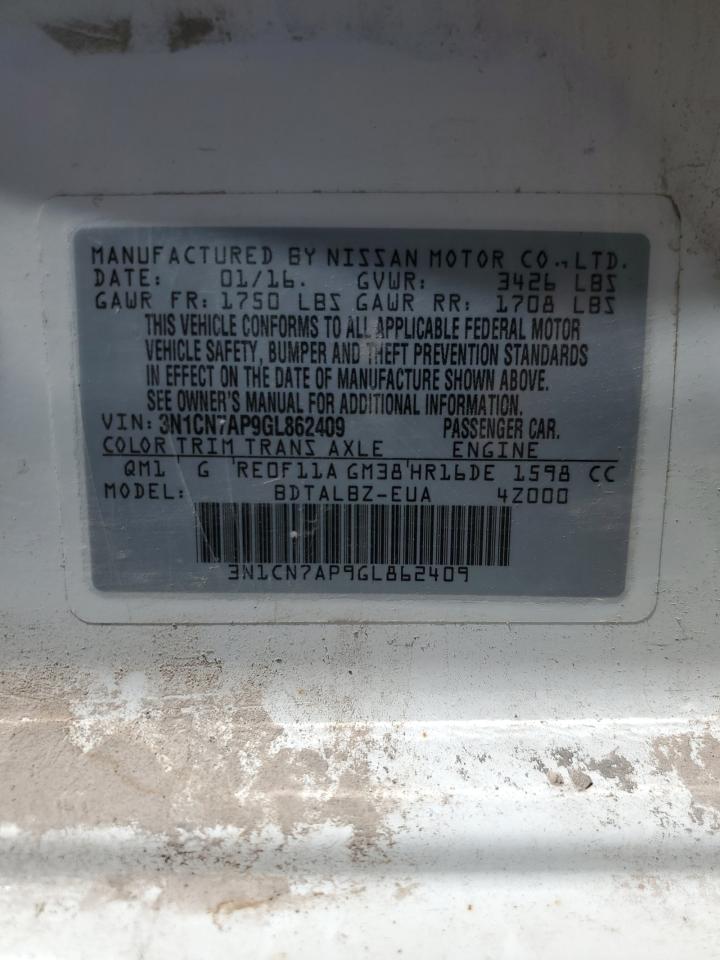 MANUFACTURED BY NISSAN MOTOR CO., LTD.
DATE: 01/16. GVWR: 3426 LBS
GAWR FR: 1750 LBS GAWR RR: 1708 LBS
THIS VEHICLE CONFORMS TO ALL APPLICABLE FEDERAL MOTOR
VEHICLE SAFETY, BUMPER AND THEFT PREVENTION STANDARDS
IN EFFECT ON THE DATE OF MANUFACTURE SHOWN ABOVE.
SEE OWNER'S MANUAL FOR ADDITIONAL INFORMATION.
VIN: 3N1CN7AP9GL862409 PASSENGER CAR.
COLOR TRIM TRANS AXLE ENGINE
QM1 G RE0F11A GM38 HR16DE 1598 CC
MODEL: BDTALBZ-EUA 4Z000
3N1CN7AP9GL862409